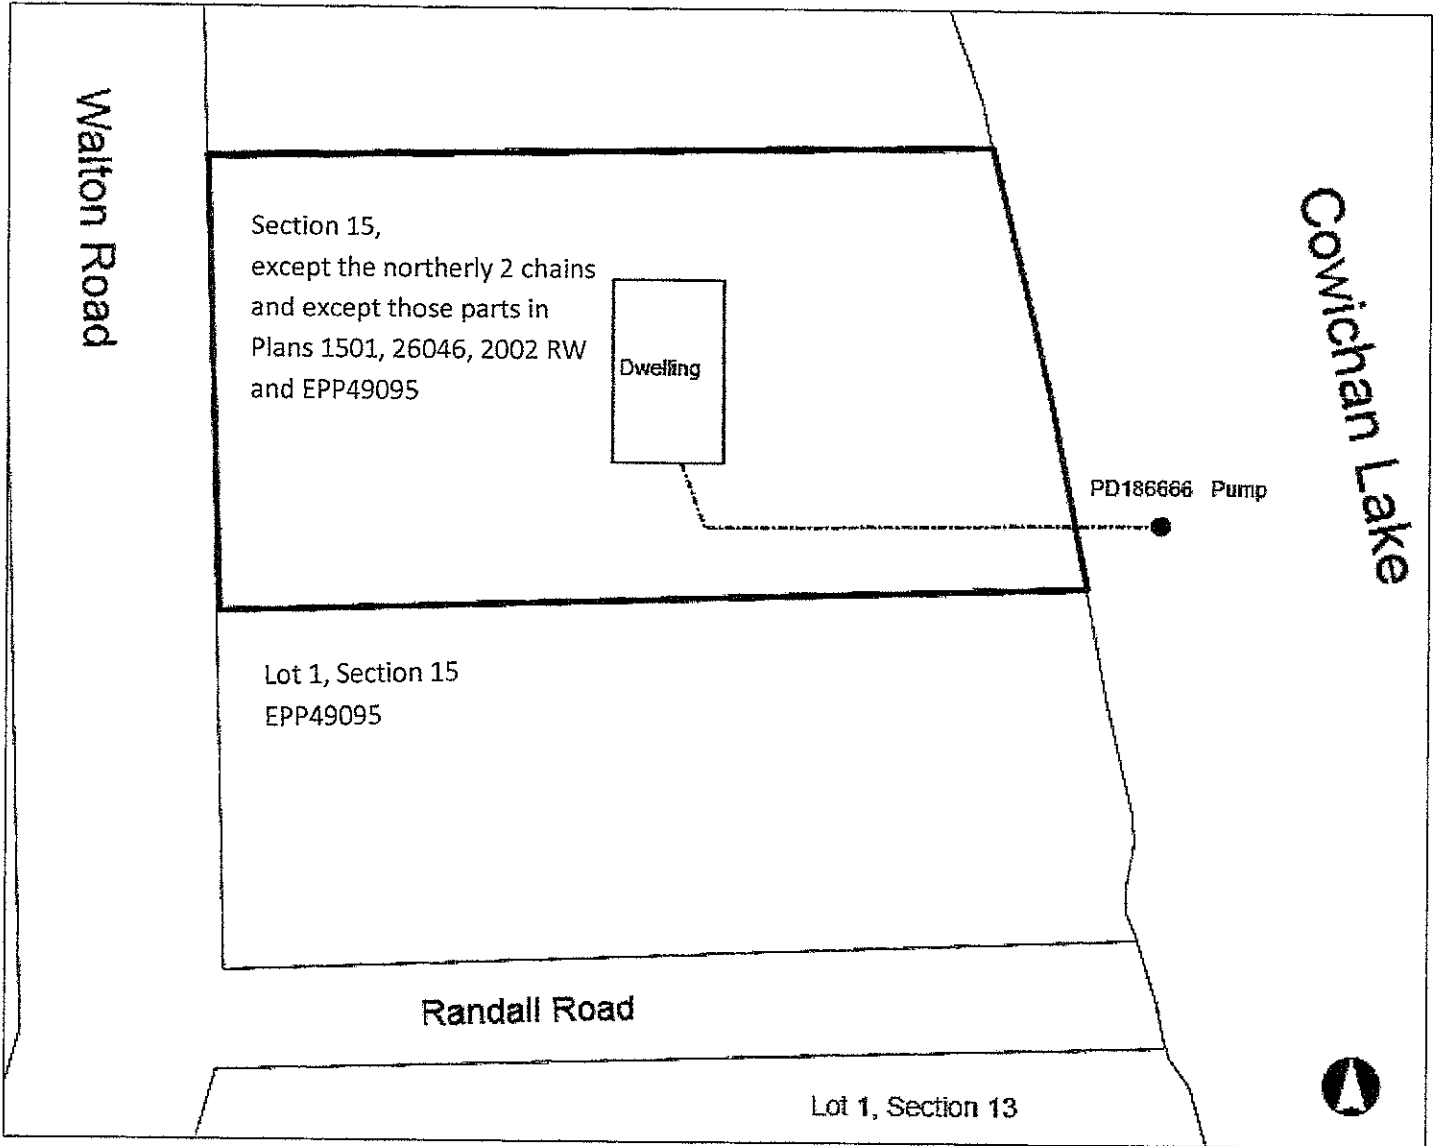 Walton Road
Section 15,
except the northerly 2 chains
and except those parts in
Plans 1501, 26046, 2002 RW
and EPP49095
Dwelling
Cowichan Lake
PD186666 Pump
Lot 1, Section 15
EPP49095
Randall Road
Lot 1, Section 13